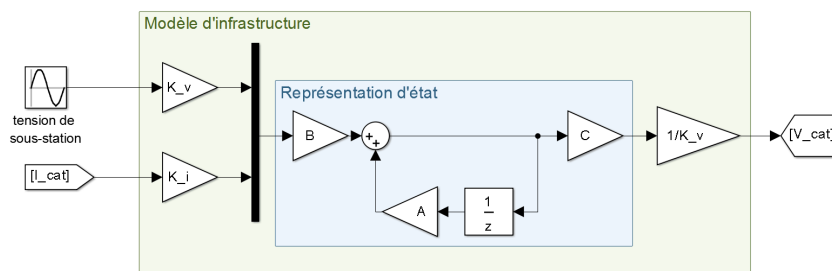 Modèle d'infrastructure
K_v
Représentation d'état
tension de
sous-station
B
++
C
1/K_v
[V_cat]
[I_cat]
K_i
A
1
z